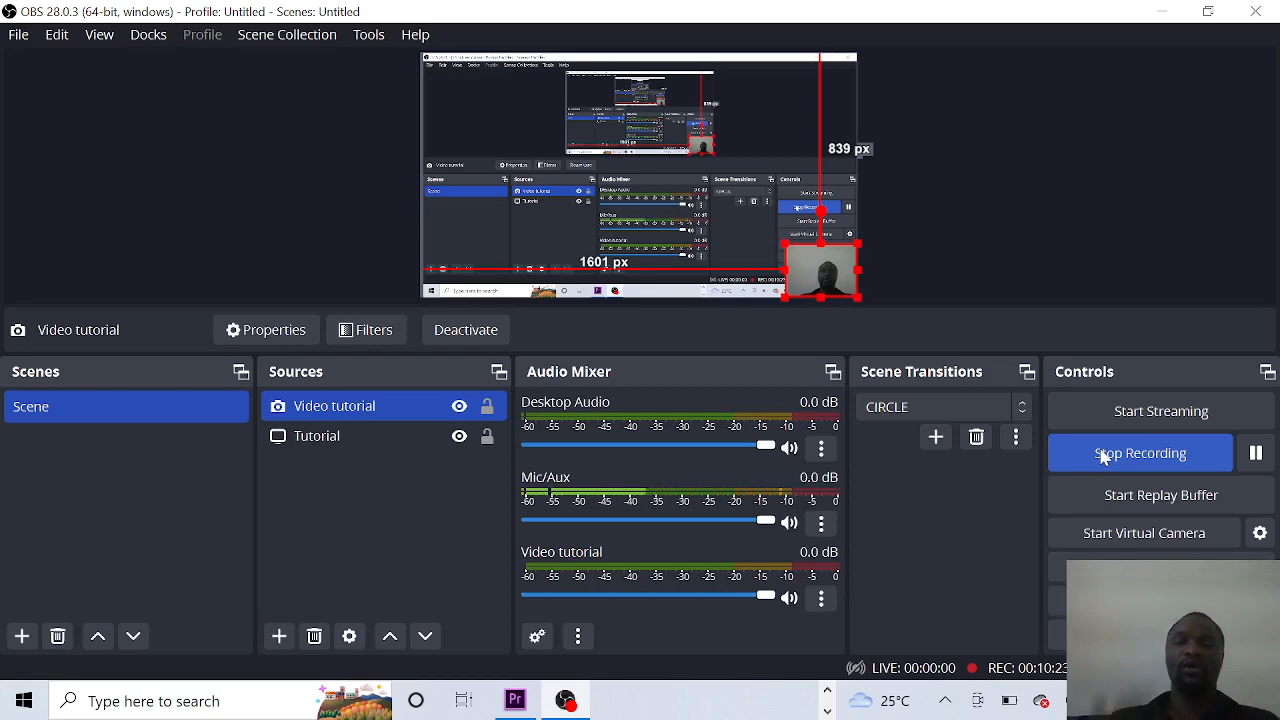 OBS 28.0.3 (64-bit, windows) - Profile: Untitled - Scenes: Untitled
File Edit View Docks Profile Scene Collection Tools Help
839 px
1601 px
Video tutorial Properties Filters Deactivate
Scenes
Scene
Sources
Video tutorial
Tutorial
Audio Mixer
Desktop Audio 0.0 dB
-60 -55 -50 -45 -40 -35 -30 -25 -20 -15 -10 -5 0
Mic/Aux 0.0 dB
-60 -55 -50 -45 -40 -35 -30 -25 -20 -15 -10 -5 0
Video tutorial 0.0 dB
-60 -55 -50 -45 -40 -35 -30 -25 -20 -15 -10 -5 0
Scene Transitions
CIRCLE
Controls
Start Streaming
Stop Recording
Start Replay Buffer
Start Virtual Camera
LIVE: 00:00:00 REC: 00:10:23
Type here to search
Pr
25°C